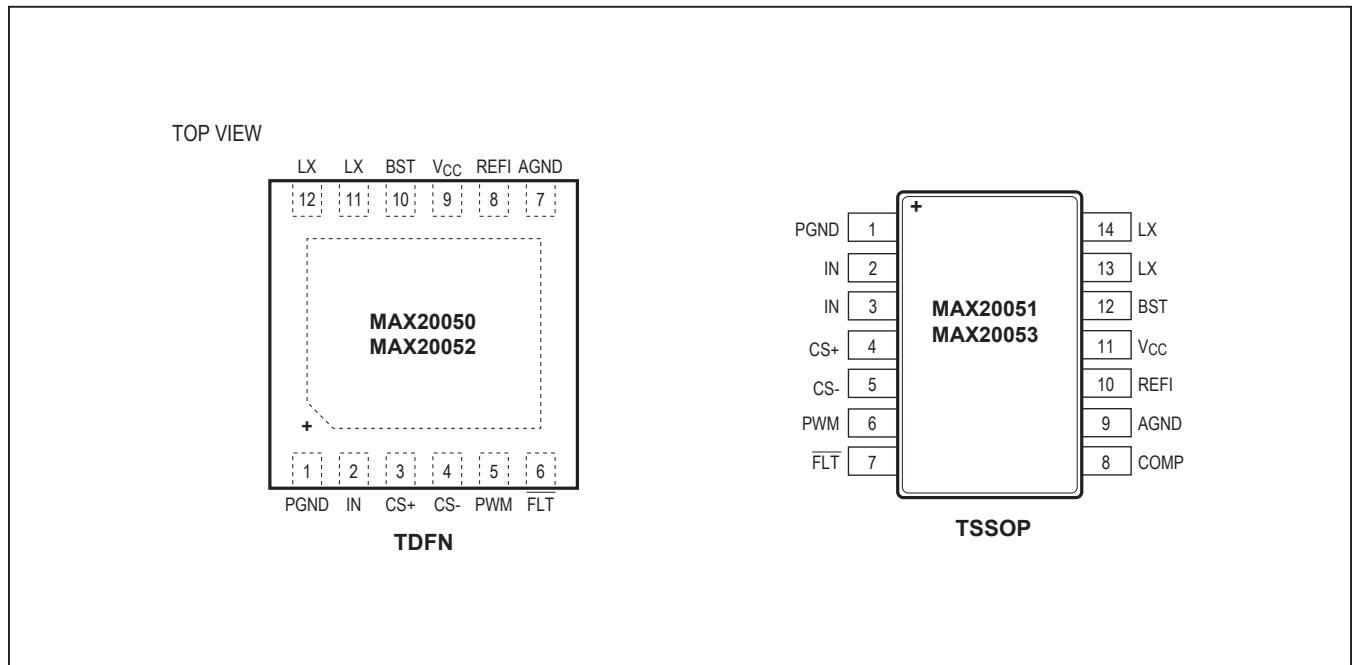 TOP VIEW
LX LX BST VCC REFI AGND
12 11 10 9 8 7
MAX20050
MAX20052
+
1 2 3 4 5 6
PGND IN CS+ CS- PWM F̅L̅T̅
TDFN
+
PGND 1 14 LX
IN 2 13 LX
IN 3 12 BST
MAX20051
MAX20053
CS+ 4 11 VCC
CS- 5 10 REFI
PWM 6 9 AGND
F̅L̅T̅ 7 8 COMP
TSSOP